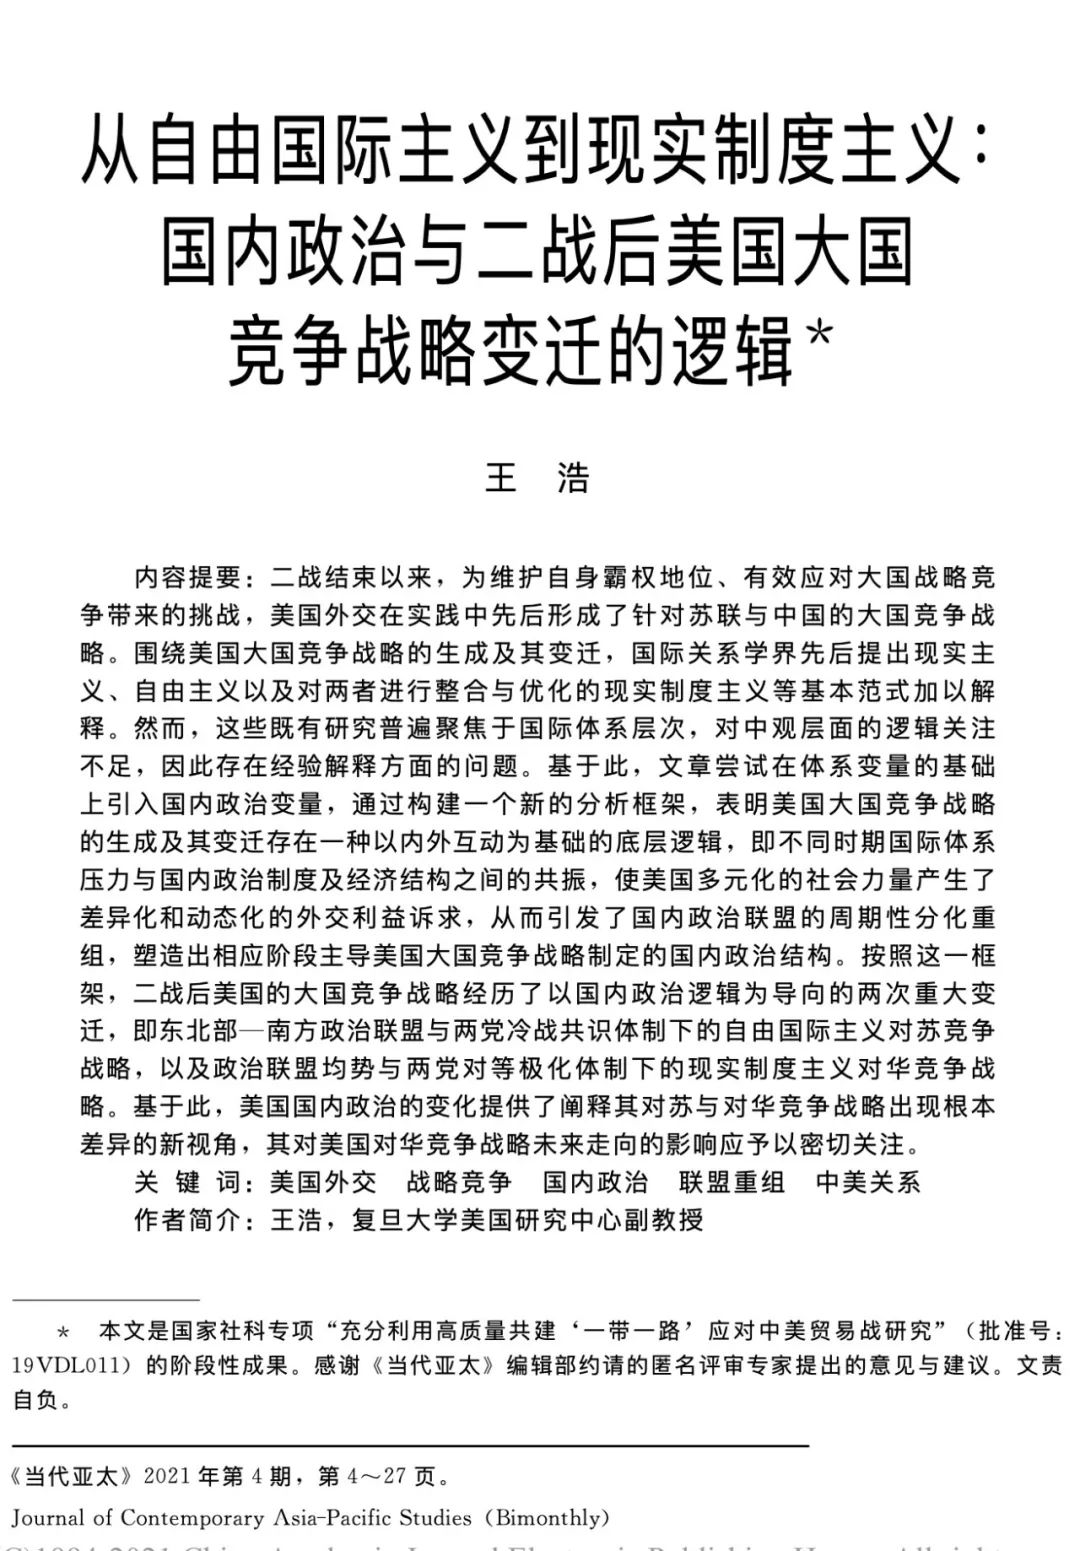 从自由国际主义到现实制度主义：
国内政治与二战后美国大国
竞争战略变迁的逻辑*
王 浩
内容提要：二战结束以来，为维护自身霸权地位、有效应对大国战略竞
争带来的挑战，美国外交在实践中先后形成了针对苏联与中国的大国竞争战
略。围绕美国大国竞争战略的生成及其变迁，国际关系学界先后提出现实主
义、自由主义以及对两者进行整合与优化的现实制度主义等基本范式加以解
释。然而，这些既有研究普遍聚焦于国际体系层次，对中观层面的逻辑关注
不足，因此存在经验解释方面的问题。基于此，文章尝试在体系变量的基础
上引入国内政治变量，通过构建一个新的分析框架，表明美国大国竞争战略
的生成及其变迁存在一种以内外互动为基础的底层逻辑，即不同时期国际体系
压力与国内政治制度及经济结构之间的共振，使美国多元化的社会力量产生了
差异化和动态化的外交利益诉求，从而引发了国内政治联盟的周期性分化重
组，塑造出相应阶段主导美国大国竞争战略制定的国内政治结构。按照这一框
架，二战后美国的大国竞争战略经历了以国内政治逻辑为导向的两次重大变
迁，即东北部—南方政治联盟与两党冷战共识体制下的自由国际主义对苏竞争
战略，以及政治联盟均势与两党对等极化体制下的现实制度主义对华竞争战
略。基于此，美国国内政治的变化提供了阐释其对苏与对华竞争战略出现根本
差异的新视角，其对美国对华竞争战略未来走向的影响应予以密切关注。
关 键 词：美国外交 战略竞争 国内政治 联盟重组 中美关系
作者简介：王浩，复旦大学美国研究中心副教授
* 本文是国家社科专项“充分利用高质量共建‘一带一路’应对中美贸易战研究”（批准号：
19VDL011）的阶段性成果。感谢《当代亚太》编辑部约请的匿名评审专家提出的意见与建议。文责
自负。
《当代亚太》2021 年第 4 期，第 4～27 页。
Journal of Contemporary Asia-Pacific Studies (Bimonthly)